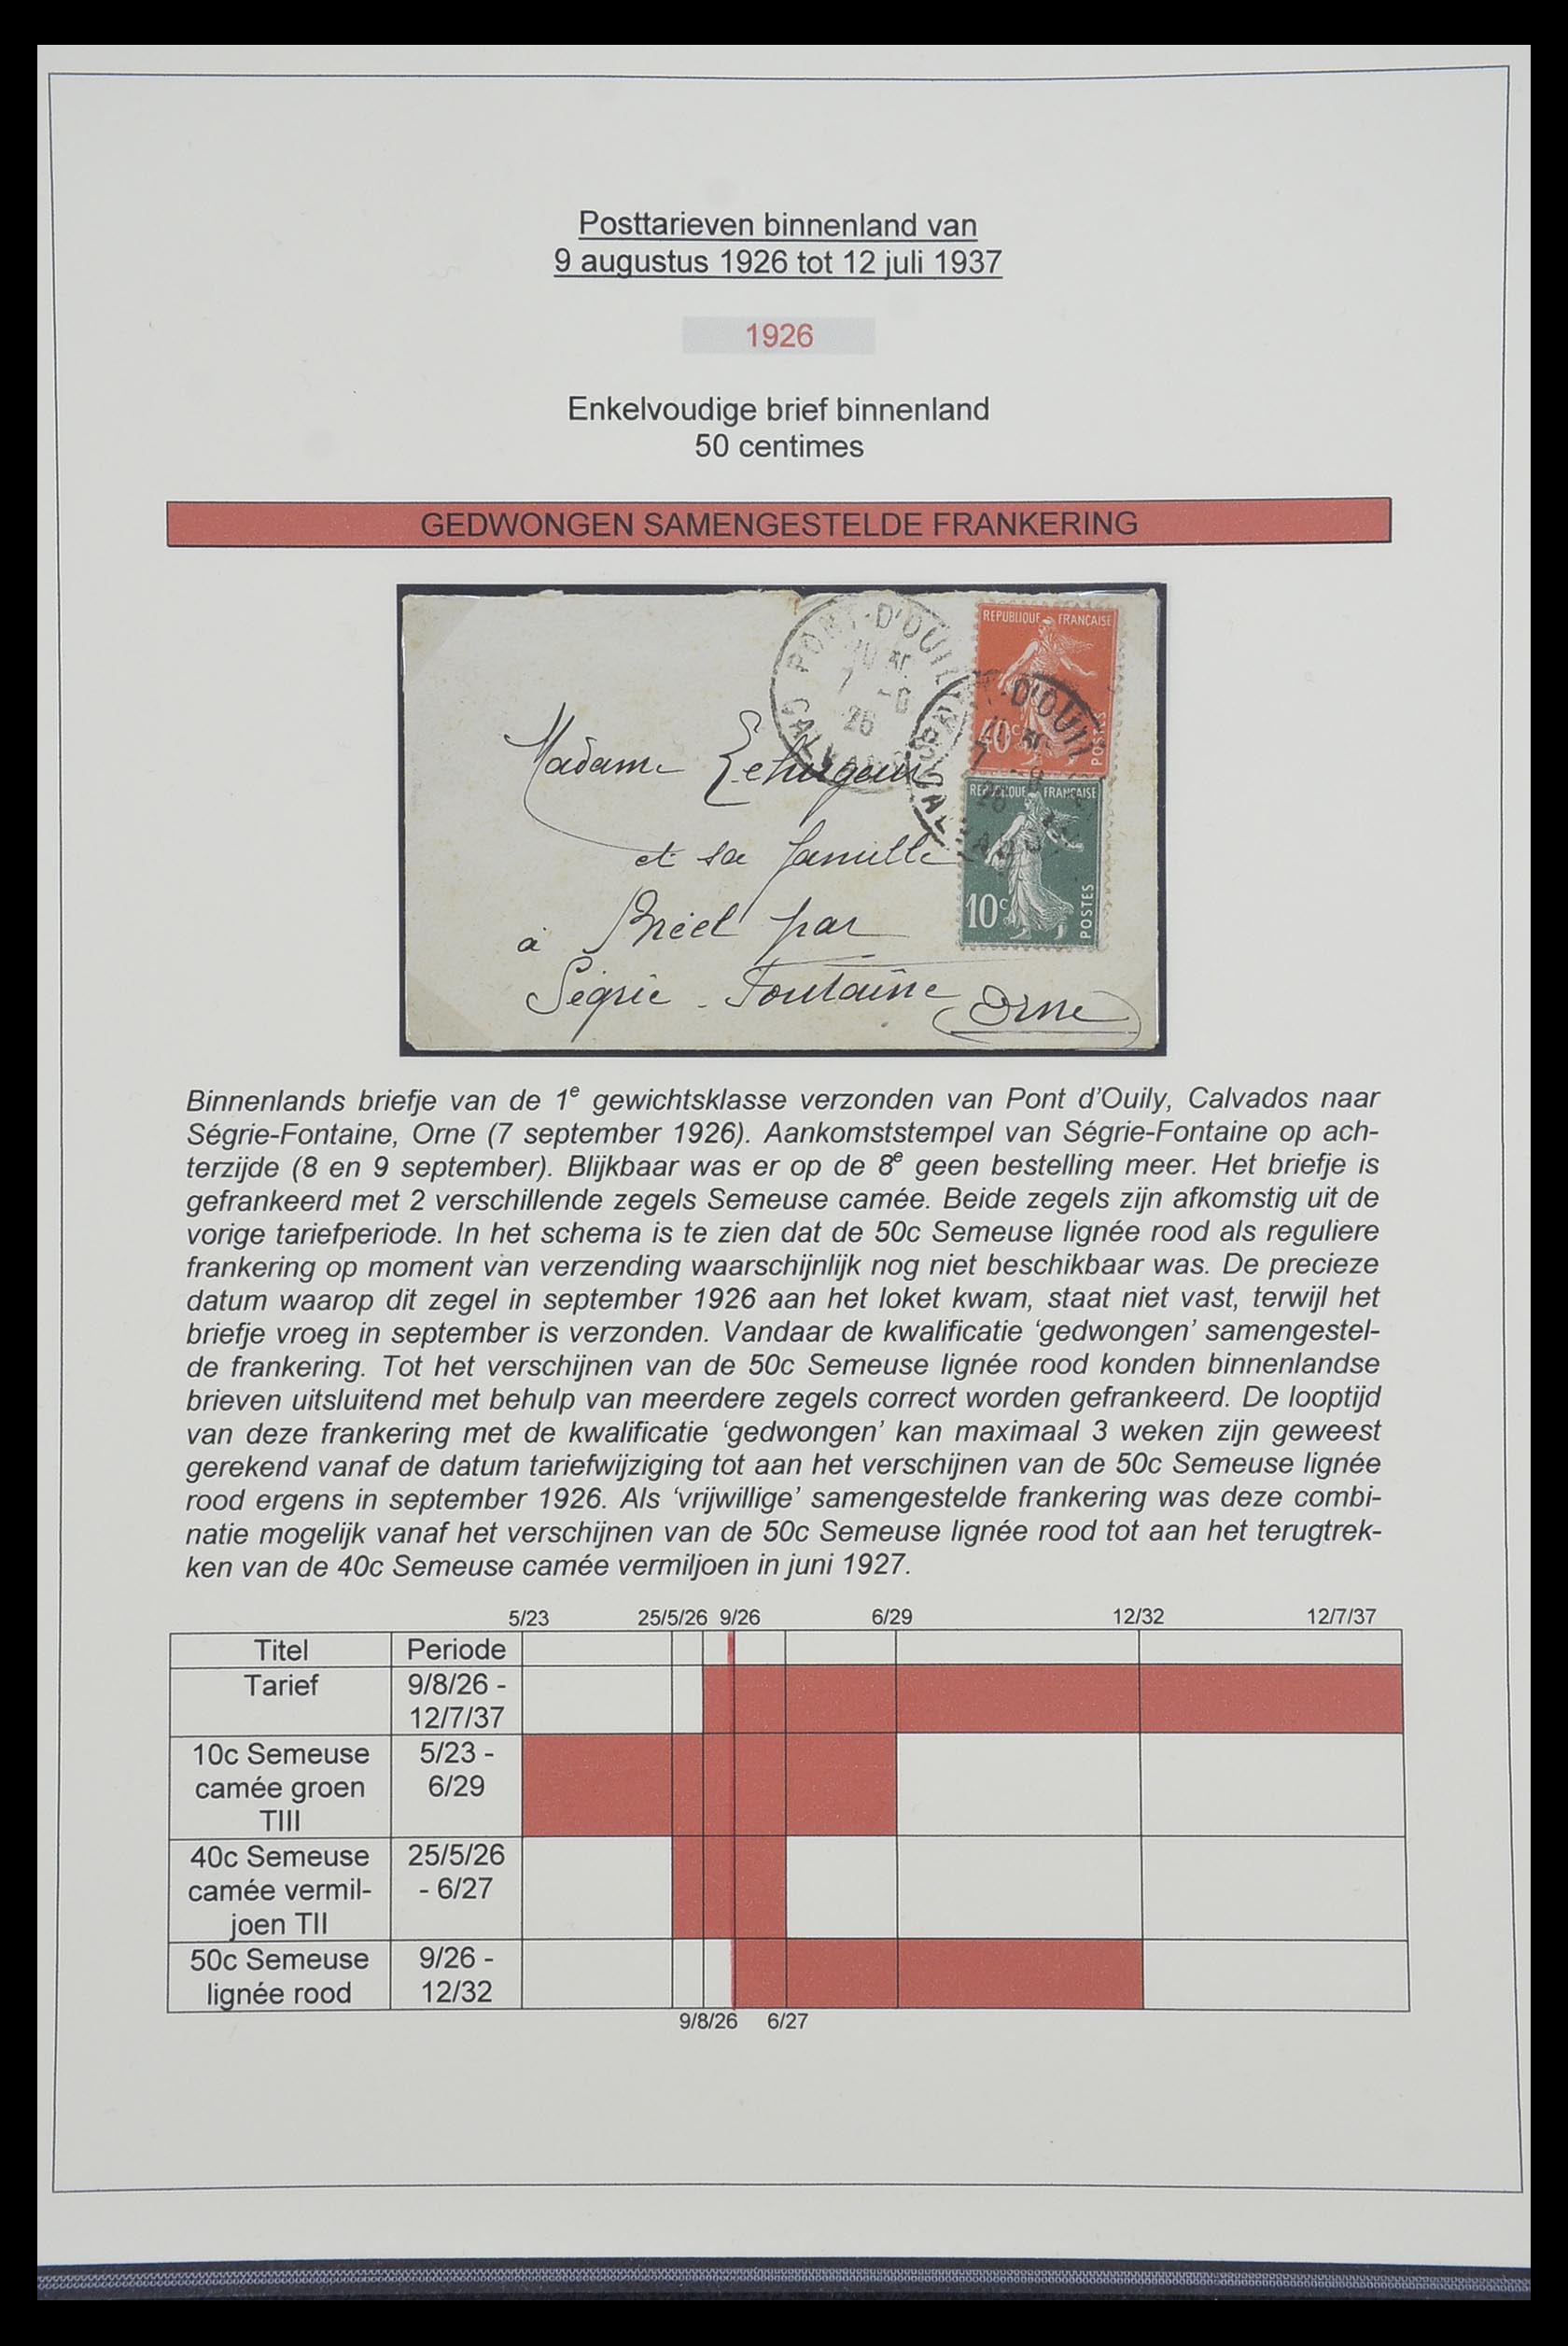 Posttarieven binnenland van
9 augustus 1926 tot 12 juli 1937
1926
Enkelvoudige brief binnenland
50 centimes
GEDWONGEN SAMENGESTELDE FRANKERING
PONT-D'OUILLY
7 -9
26
CALVADOS
REPUBLIQUE FRANÇAISE
40c
POSTES
REPUBLIQUE FRANÇAISE
10c
POSTES
Madame
et sa famille
à Bréel par
Ségrie-Fontaine Orne
Binnenlands briefje van de 1e gewichtsklasse verzonden van Pont d'Ouily, Calvados naar
Ségrie-Fontaine, Orne (7 september 1926). Aankomststempel van Ségrie-Fontaine op ach-
terzijde (8 en 9 september). Blijkbaar was er op de 8e geen bestelling meer. Het briefje is
gefrankeerd met 2 verschillende zegels Semeuse camée. Beide zegels zijn afkomstig uit de
vorige tariefperiode. In het schema is te zien dat de 50c Semeuse lignée rood als reguliere
frankering op moment van verzending waarschijnlijk nog niet beschikbaar was. De precieze
datum waarop dit zegel in september 1926 aan het loket kwam, staat niet vast, terwijl het
briefje vroeg in september is verzonden. Vandaar de kwalificatie 'gedwongen' samengestel-
de frankering. Tot het verschijnen van de 50c Semeuse lignée rood konden binnenlandse
brieven uitsluitend met behulp van meerdere zegels correct worden gefrankeerd. De looptijd
van deze frankering met de kwalificatie 'gedwongen' kan maximaal 3 weken zijn geweest
gerekend vanaf de datum tariefwijziging tot aan het verschijnen van de 50c Semeuse lignée
rood ergens in september 1926. Als 'vrijwillige' samengestelde frankering was deze combi-
natie mogelijk vanaf het verschijnen van de 50c Semeuse lignée rood tot aan het terugtrek-
ken van de 40c Semeuse camée vermiljoen in juni 1927.
5/23 25/5/26 9/26 6/29 12/32 12/7/37
Titel Periode
Tarief 9/8/26 -
12/7/37
10c Semeuse 5/23 -
camée groen 6/29
TIII
40c Semeuse 25/5/26
camée vermil- - 6/27
joen TII
50c Semeuse 9/26 -
lignée rood 12/32
9/8/26 6/27